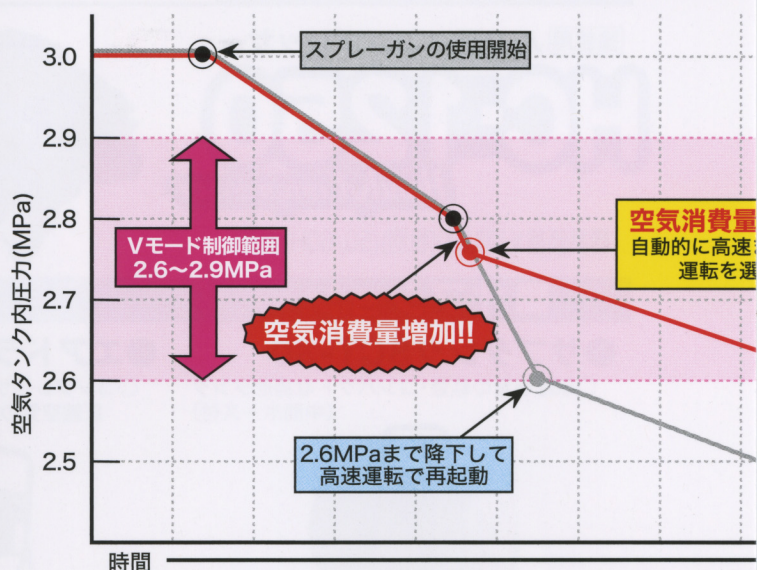 3.0
2.9
2.8
2.7
2.6
2.5
空気タンク内圧力(MPa)
スプレーガンの使用開始
Vモード制御範囲
2.6〜2.9MPa
空気消費量
自動的に高速
運転を選
空気消費量増加!!
2.6MPaまで降下して
高速運転で再起動
時間